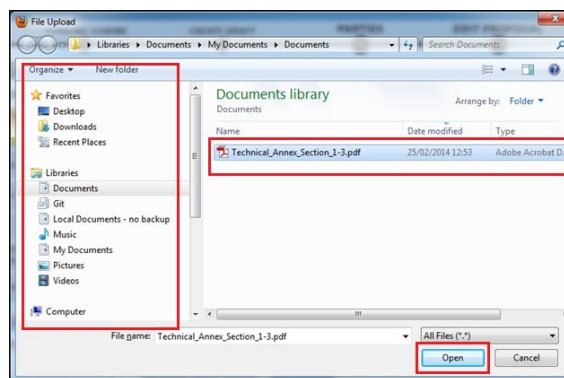 File Upload
Libraries Documents My Documents Documents
Search Documents
Organize New folder
Favorites
Desktop
Downloads
Recent Places
Libraries
Documents
Git
Local Documents - no backup
Music
My Documents
Pictures
Videos
Computer
Documents library
Documents
Arrange by: Folder
Name Date modified Type
Technical_Annex_Section_1-3.pdf 25/02/2014 12:53 Adobe Acrobat D
File name: Technical_Annex_Section_1-3.pdf All Files (*.*)
Open Cancel